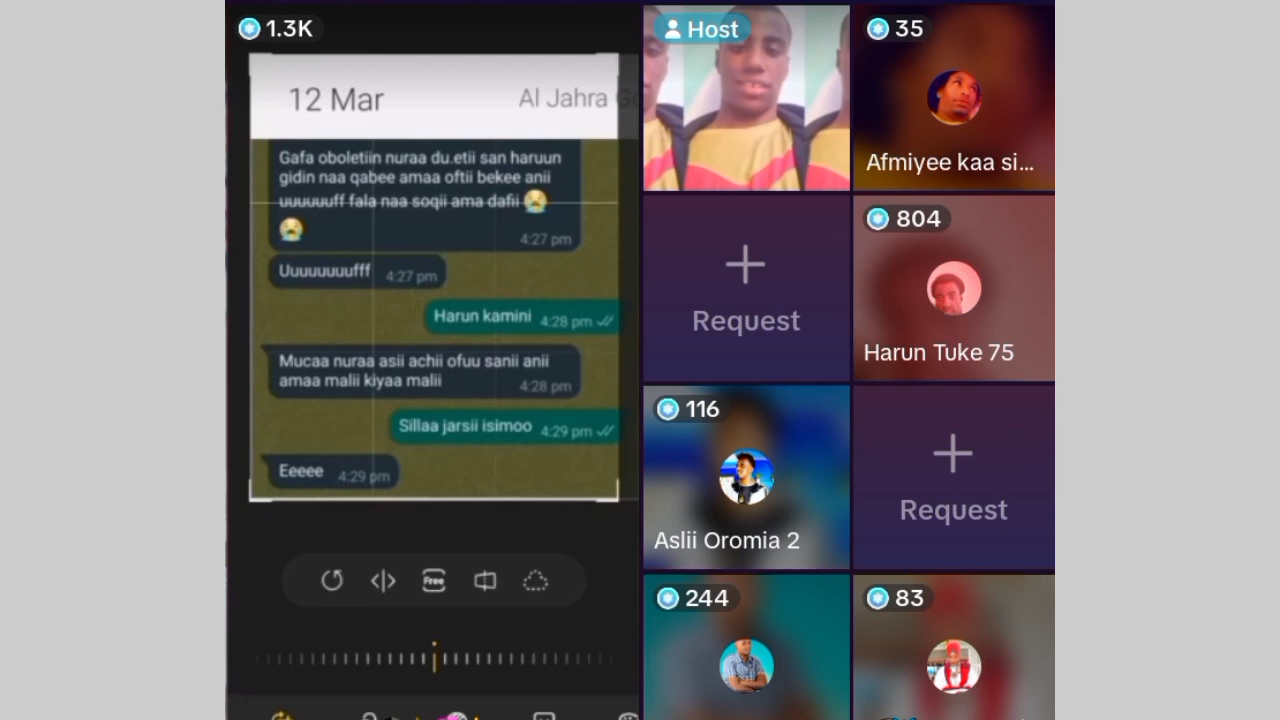 1.3K
12 Mar
Al Jahra
Gafa oboletiin nuraa du.etii san haruun
gidin naa qabee amaa oftii bekee anii
uuuuuuff fala naa soqii ama dafii 😭
😭
4:27 pm
Uuuuuuuufff 4:27 pm
Harun kamini 4:28 pm
Mucaa nuraa asii achii ofuu sanii anii
amaa malii kiyaa malii 4:28 pm
Sillaa jarsii isimoo 4:29 pm
Eeeee 4:29 pm
Free
Host
35
Afmiyee kaa si...
Request
804
Harun Tuke 75
116
Aslii Oromia 2
Request
244
83